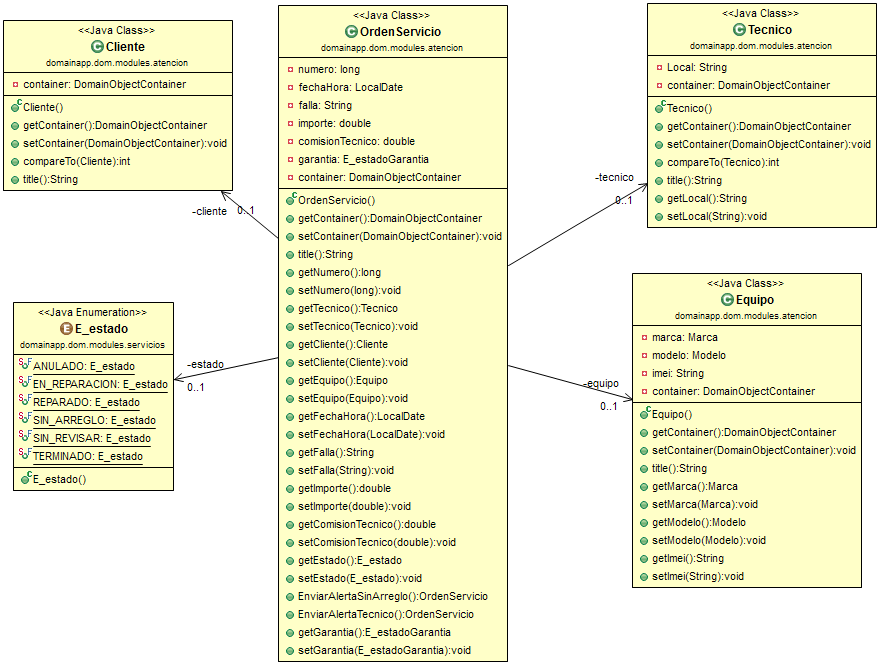 <<Java Class>>
Cliente
domainapp.dom.modules.atencion
container: DomainObjectContainer
Cliente()
getContainer():DomainObjectContainer
setContainer(DomainObjectContainer):void
compareTo(Cliente):int
title():String
<<Java Class>>
OrdenServicio
domainapp.dom.modules.atencion
numero: long
fechaHora: LocalDate
falla: String
importe: double
comisionTecnico: double
garantia: E_estadoGarantia
container: DomainObjectContainer
OrdenServicio()
getContainer():DomainObjectContainer
setContainer(DomainObjectContainer):void
title():String
getNumero():long
setNumero(long):void
getTecnico():Tecnico
setTecnico(Tecnico):void
getCliente():Cliente
setCliente(Cliente):void
getEquipo():Equipo
setEquipo(Equipo):void
getFechaHora():LocalDate
setFechaHora(LocalDate):void
getFalla():String
setFalla(String):void
getImporte():double
setImporte(double):void
getComisionTecnico():double
setComisionTecnico(double):void
getEstado():E_estado
setEstado(E_estado):void
EnviarAlertaSinArreglo():OrdenServicio
EnviarAlertaTecnico():OrdenServicio
getGarantia():E_estadoGarantia
setGarantia(E_estadoGarantia):void
<<Java Class>>
Tecnico
domainapp.dom.modules.atencion
Local: String
container: DomainObjectContainer
Tecnico()
getContainer():DomainObjectContainer
setContainer(DomainObjectContainer):void
compareTo(Tecnico):int
title():String
getLocal():String
setLocal(String):void
-cliente
0..1
-tecnico
0..1
-estado
0..1
-equipo
0..1
<<Java Enumeration>>
E_estado
domainapp.dom.modules.servicios
ANULADO: E_estado
EN_REPARACION: E_estado
REPARADO: E_estado
SIN_ARREGLO: E_estado
SIN_REVISAR: E_estado
TERMINADO: E_estado
E_estado()
<<Java Class>>
Equipo
domainapp.dom.modules.atencion
marca: Marca
modelo: Modelo
imei: String
container: DomainObjectContainer
Equipo()
getContainer():DomainObjectContainer
setContainer(DomainObjectContainer):void
title():String
getMarca():Marca
setMarca(Marca):void
getModelo():Modelo
setModelo(Modelo):void
getImei():String
setImei(String):void